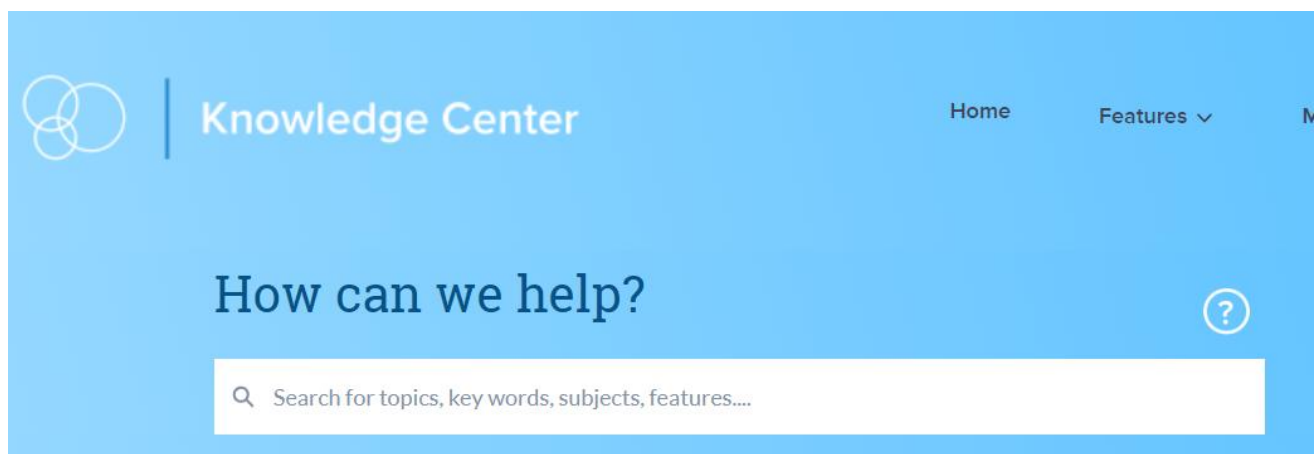 Knowledge Center
Home Features M
How can we help?
?
Search for topics, key words, subjects, features....